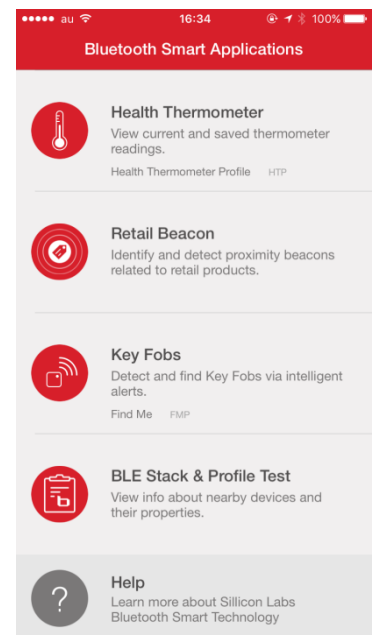 au 16:34 100%
Bluetooth Smart Applications
Health Thermometer
View current and saved thermometer
readings.
Health Thermometer Profile HTP
Retail Beacon
Identify and detect proximity beacons
related to retail products.
Key Fobs
Detect and find Key Fobs via intelligent
alerts.
Find Me FMP
BLE Stack & Profile Test
View info about nearby devices and
their properties.
?
Help
Learn more about Sillicon Labs
Bluetooth Smart Technology